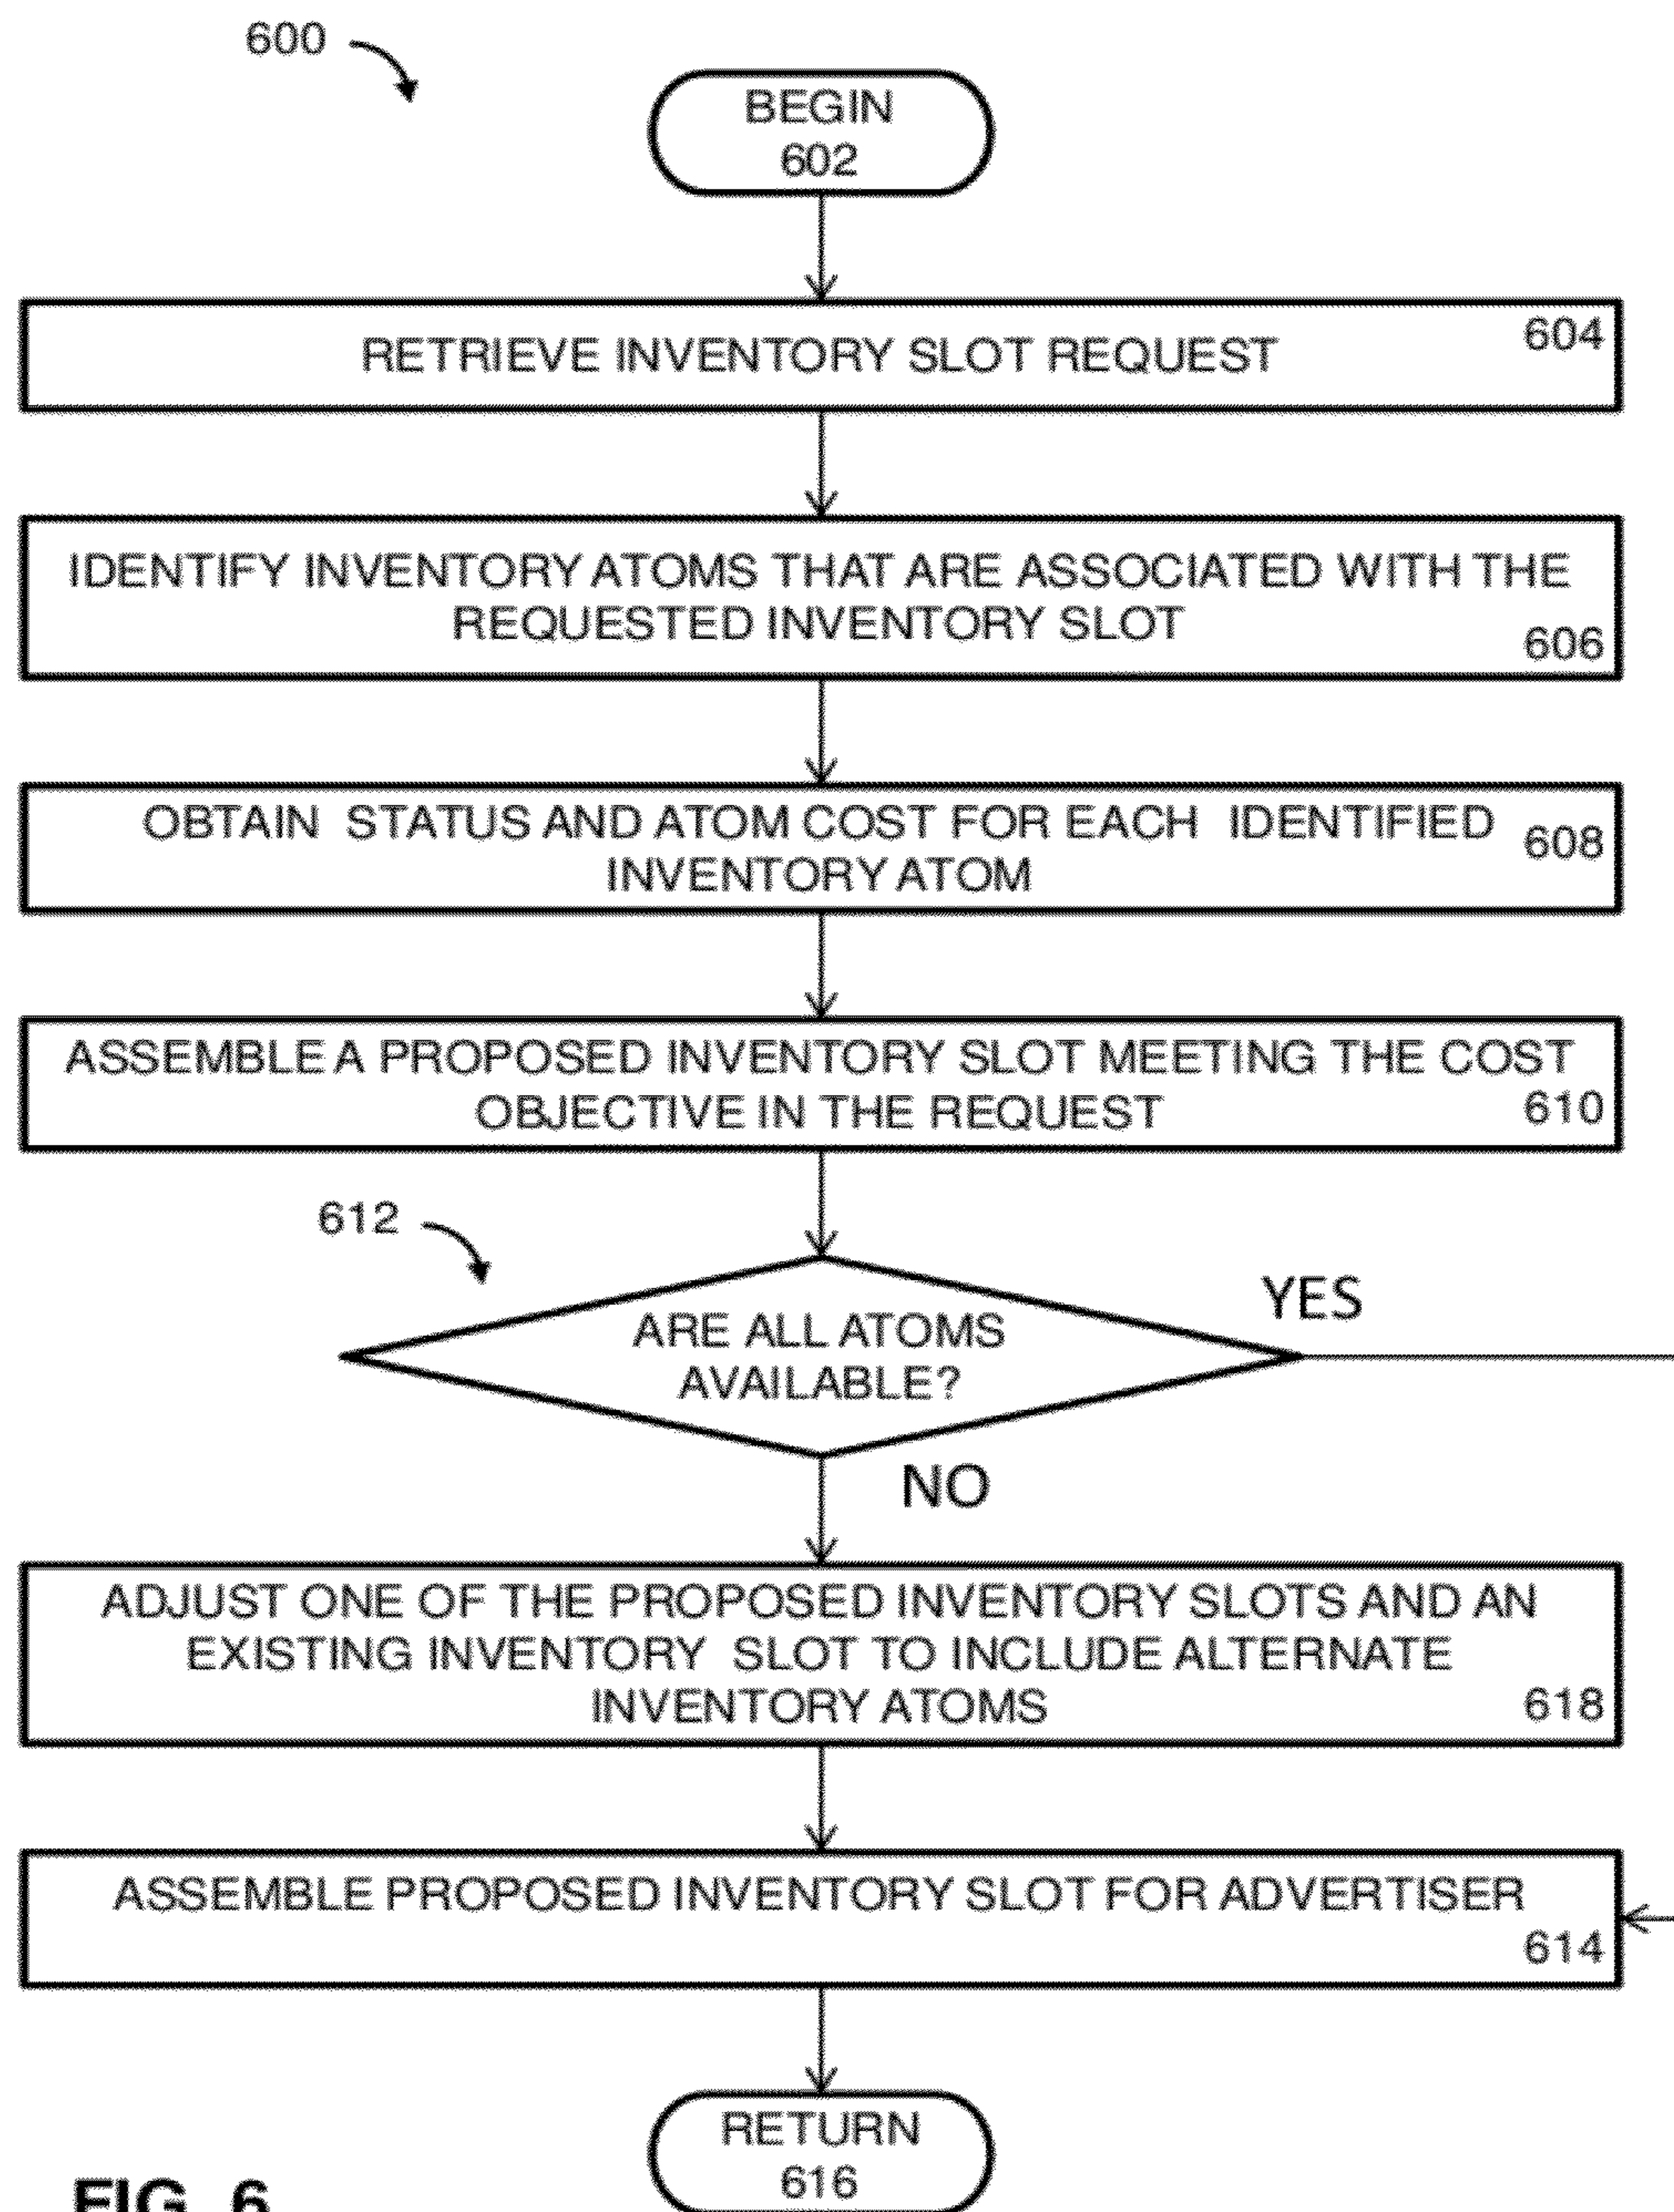 600
BEGIN
602
RETRIEVE INVENTORY SLOT REQUEST
604
IDENTIFY INVENTORY ATOMS THAT ARE ASSOCIATED WITH THE
REQUESTED INVENTORY SLOT
606
OBTAIN STATUS AND ATOM COST FOR EACH IDENTIFIED
INVENTORY ATOM
608
ASSEMBLE A PROPOSED INVENTORY SLOT MEETING THE COST
OBJECTIVE IN THE REQUEST
610
612
ARE ALL ATOMS
AVAILABLE?
YES
NO
ADJUST ONE OF THE PROPOSED INVENTORY SLOTS AND AN
EXISTING INVENTORY SLOT TO INCLUDE ALTERNATE
INVENTORY ATOMS
618
ASSEMBLE PROPOSED INVENTORY SLOT FOR ADVERTISER
614
RETURN
616
FIG. 6